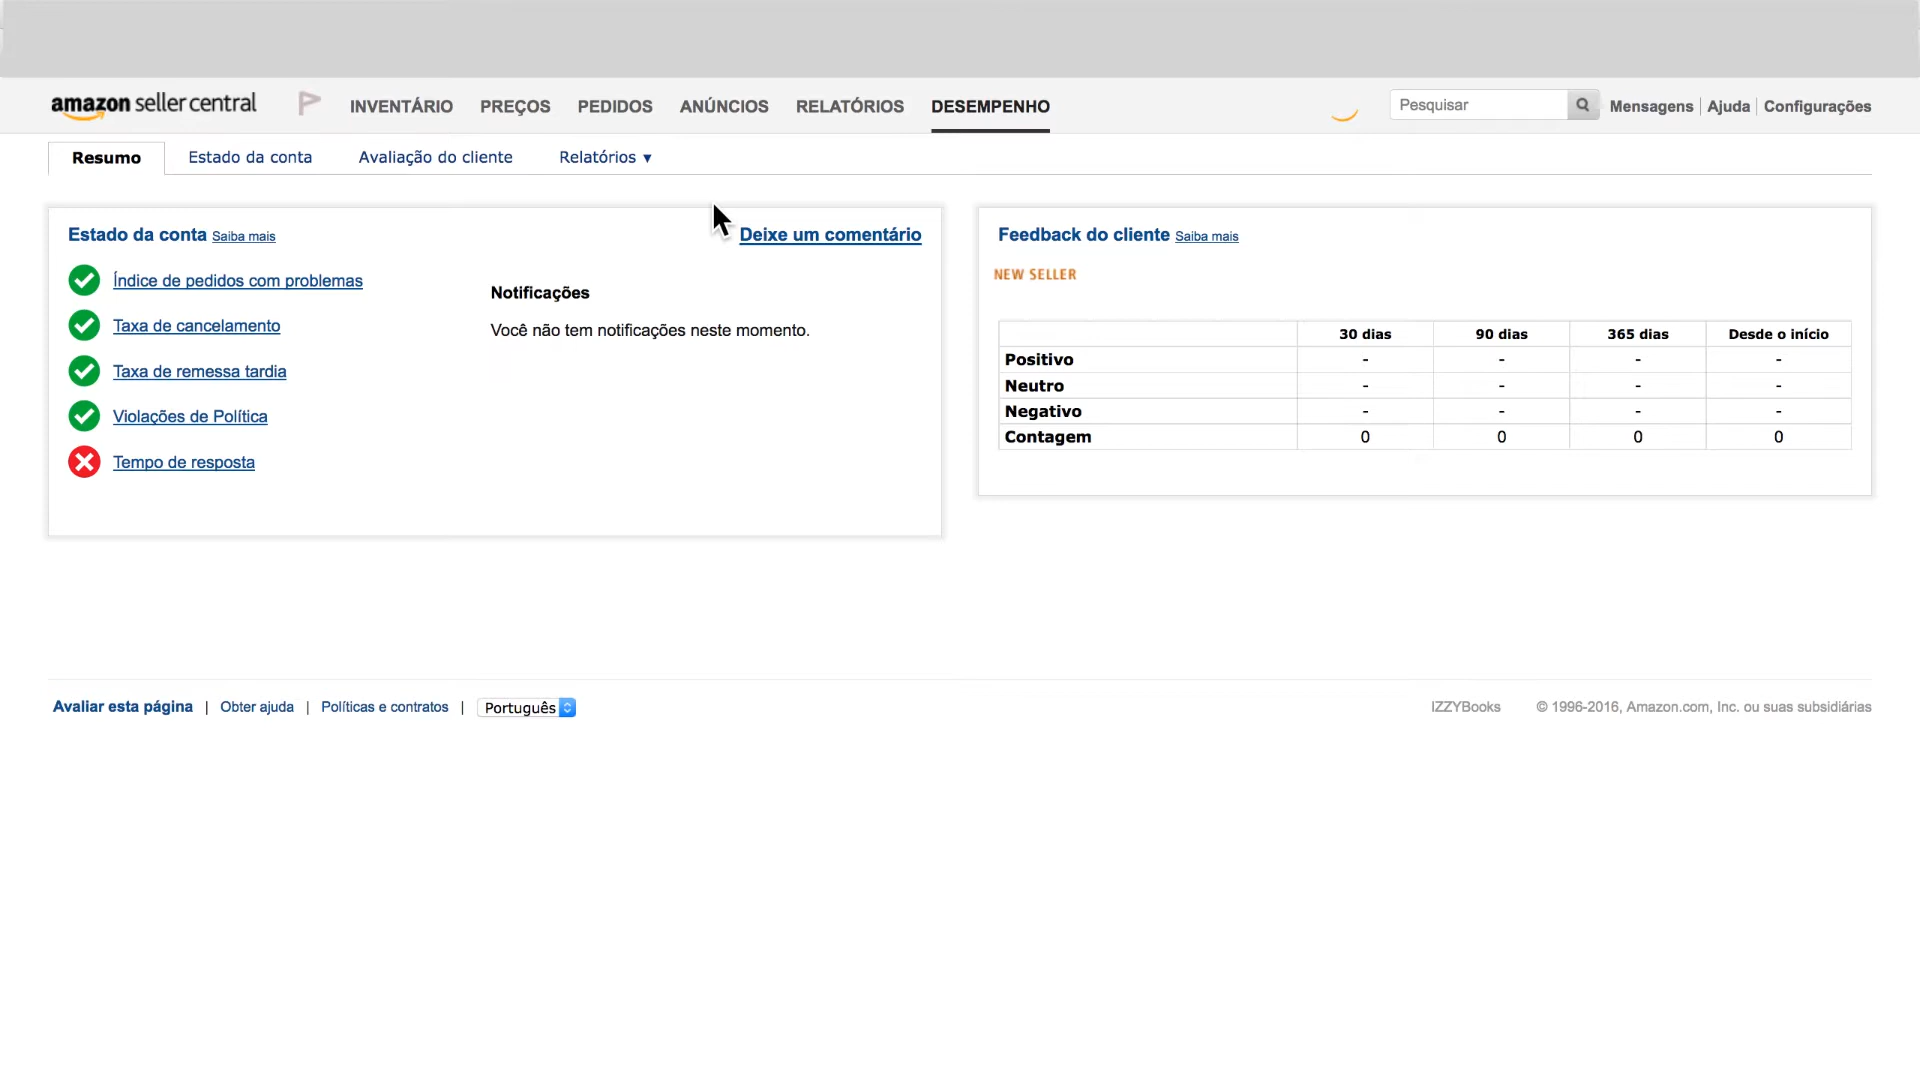 amazon seller central INVENTÁRIO PREÇOS PEDIDOS ANÚNCIOS RELATÓRIOS DESEMPENHO Pesquisar Mensagens Ajuda Configurações
Resumo Estado da conta Avaliação do cliente Relatórios ▾
Estado da conta Saiba mais Deixe um comentário
Índice de pedidos com problemas
Taxa de cancelamento
Taxa de remessa tardia
Violações de Política
Tempo de resposta
Notificações
Você não tem notificações neste momento.
Feedback do cliente Saiba mais
NEW SELLER
30 dias 90 dias 365 dias Desde o início
Positivo - - - -
Neutro - - - -
Negativo - - - -
Contagem 0 0 0 0
Avaliar esta página | Obter ajuda | Políticas e contratos | Português IZZYBooks © 1996-2016, Amazon.com, Inc. ou suas subsidiárias